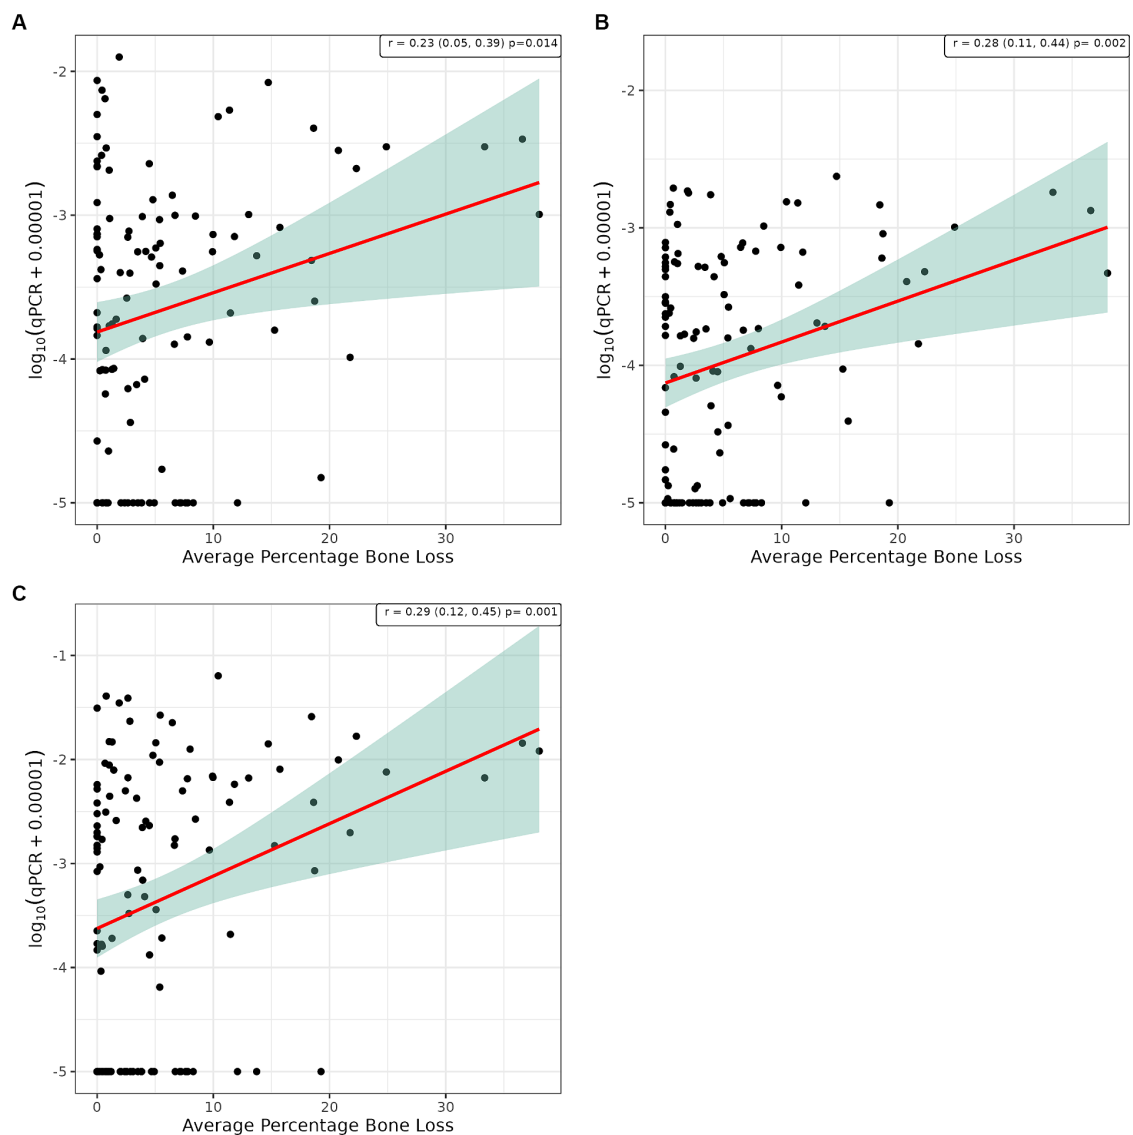 A
r = 0.23 (0.05, 0.39) p=0.014
-2
-3
-4
-5
log10(qPCR + 0.00001)
0 10 20 30
Average Percentage Bone Loss
B
r = 0.28 (0.11, 0.44) p= 0.002
-2
-3
-4
-5
log10(qPCR + 0.00001)
0 10 20 30
Average Percentage Bone Loss
C
r = 0.29 (0.12, 0.45) p= 0.001
-1
-2
-3
-4
-5
log10(qPCR + 0.00001)
0 10 20 30
Average Percentage Bone Loss